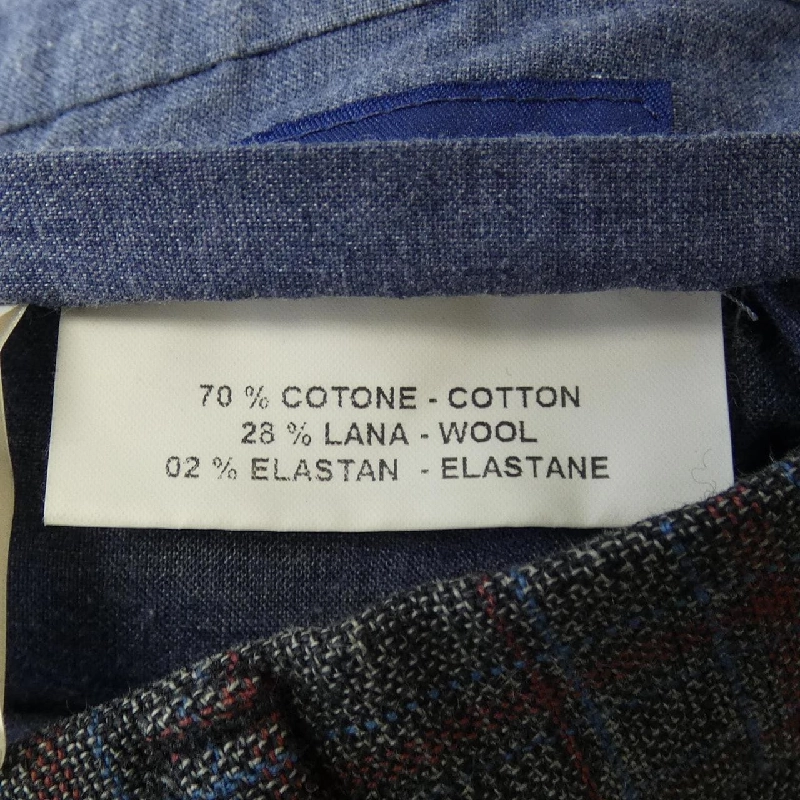 70 % COTONE - COTTON
28 % LANA - WOOL
02 % ELASTAN - ELASTANE